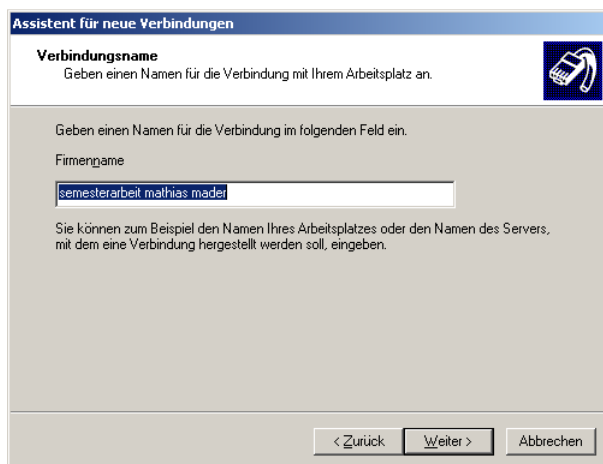 Assistent für neue Verbindungen
Verbindungsname
Geben einen Namen für die Verbindung mit Ihrem Arbeitsplatz an.
Geben einen Namen für die Verbindung im folgenden Feld ein.
Firmenname
semesterarbeit mathias mader
Sie können zum Beispiel den Namen Ihres Arbeitsplatzes oder den Namen des Servers,
mit dem eine Verbindung hergestellt werden soll, eingeben.
< Zurück Weiter > Abbrechen